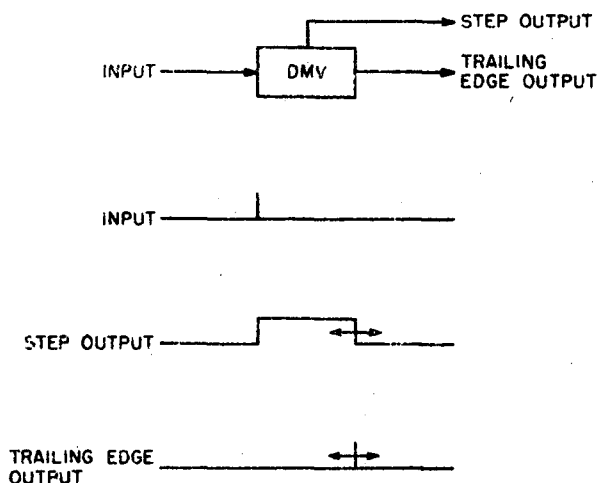 STEP OUTPUT
INPUT
DMV
TRAILING
EDGE OUTPUT
INPUT
STEP OUTPUT
TRAILING EDGE
OUTPUT